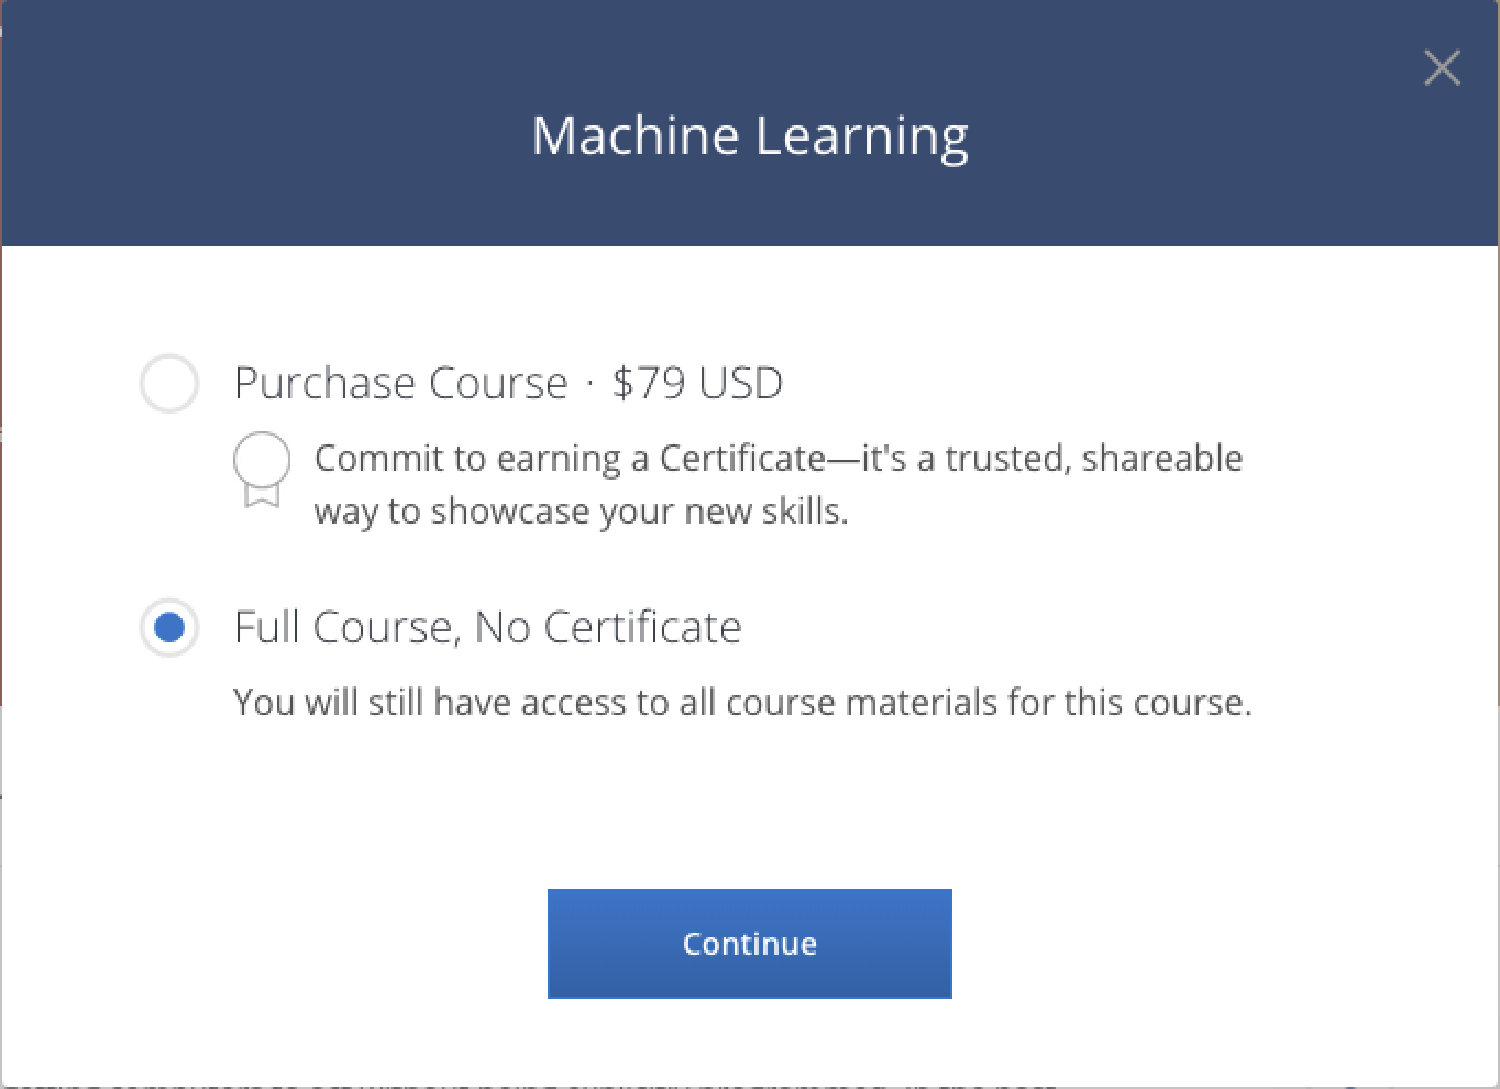 Machine Learning
Purchase Course · $79 USD
Commit to earning a Certificate—it's a trusted, shareable
way to showcase your new skills.
Full Course, No Certificate
You will still have access to all course materials for this course.
Continue